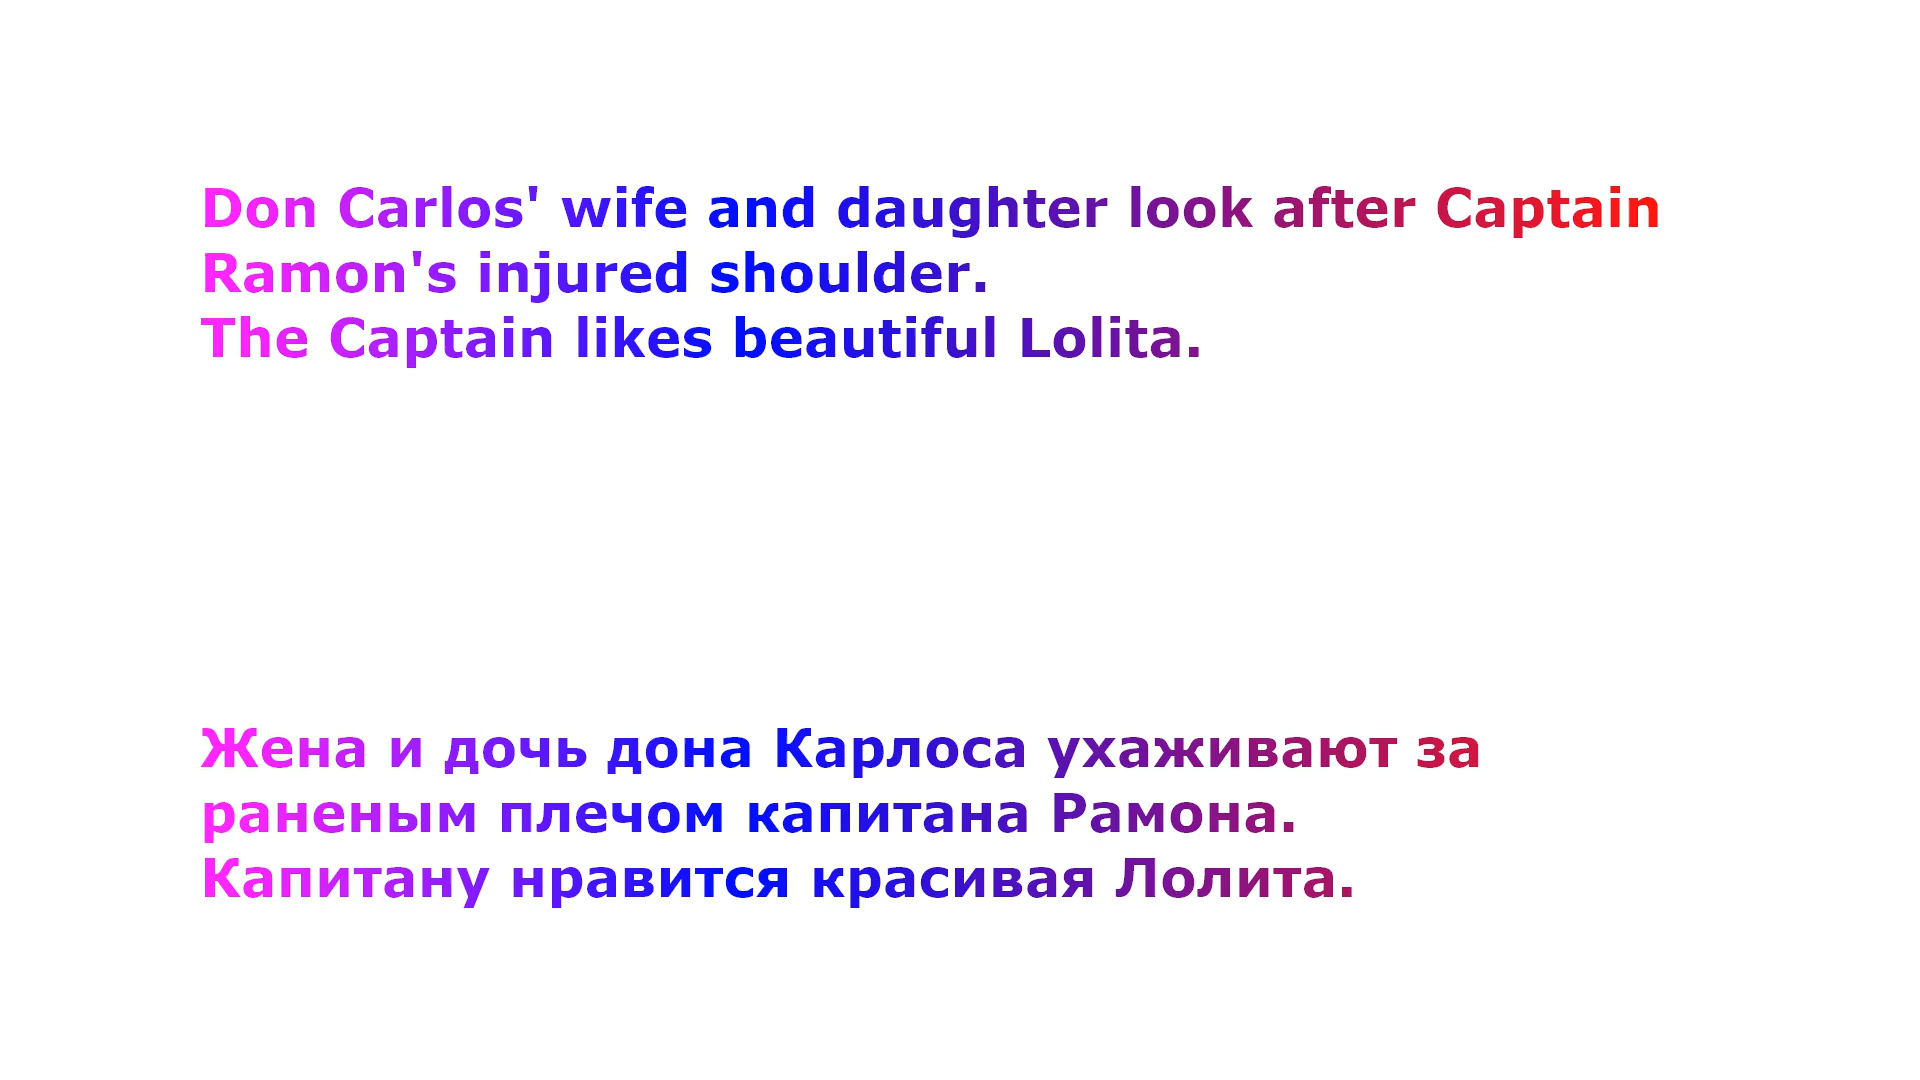 Don Carlos' wife and daughter look after Captain
Ramon's injured shoulder.
The Captain likes beautiful Lolita.
Жена и дочь дона Карлоса ухаживают за
раненым плечом капитана Рамона.
Капитану нравится красивая Лолита.